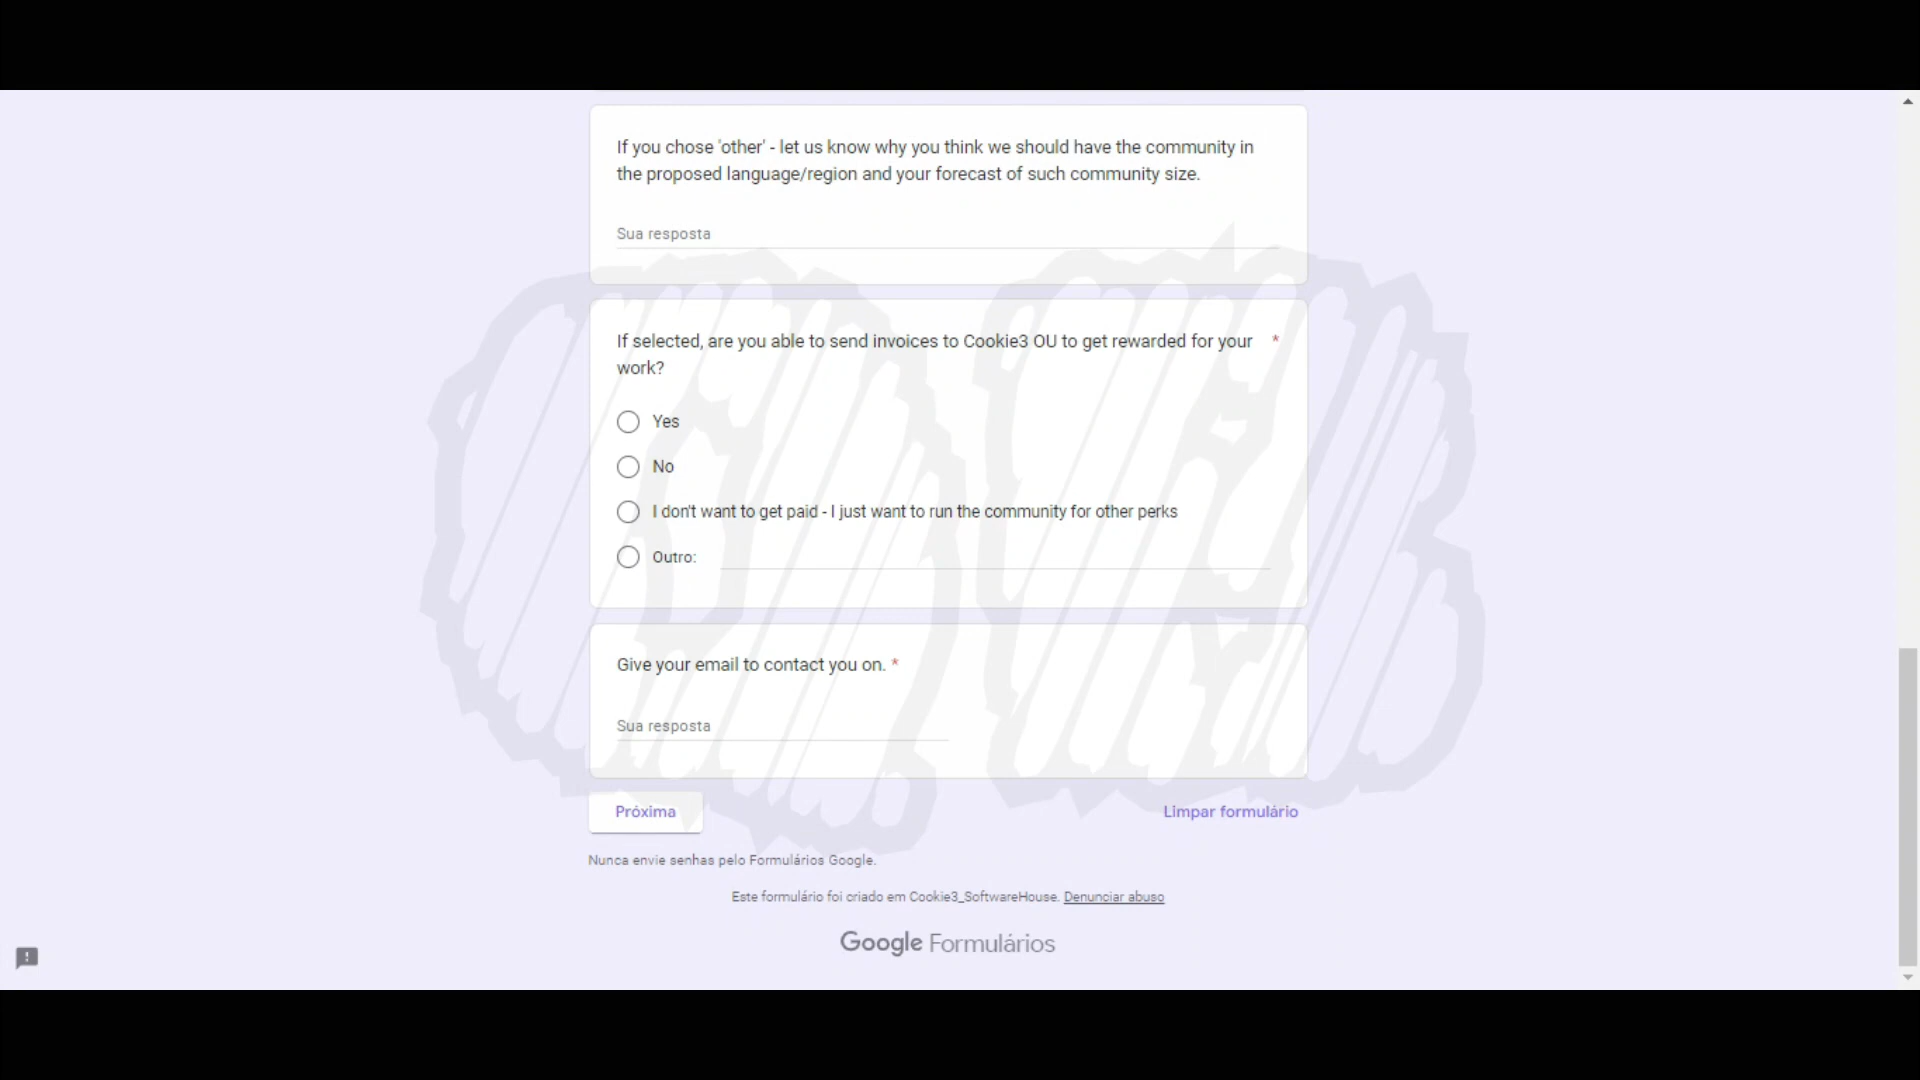 If you chose 'other' - let us know why you think we should have the community in
the proposed language/region and your forecast of such community size.
Sua resposta
If selected, are you able to send invoices to Cookie3 OU to get rewarded for your *
work?
Yes
No
I don't want to get paid - I just want to run the community for other perks
Outro:
Give your email to contact you on. *
Sua resposta
Próxima
Limpar formulário
Nunca envie senhas pelo Formulários Google.
Este formulário foi criado em Cookie3_SoftwareHouse. Denunciar abuso
Google Formulários